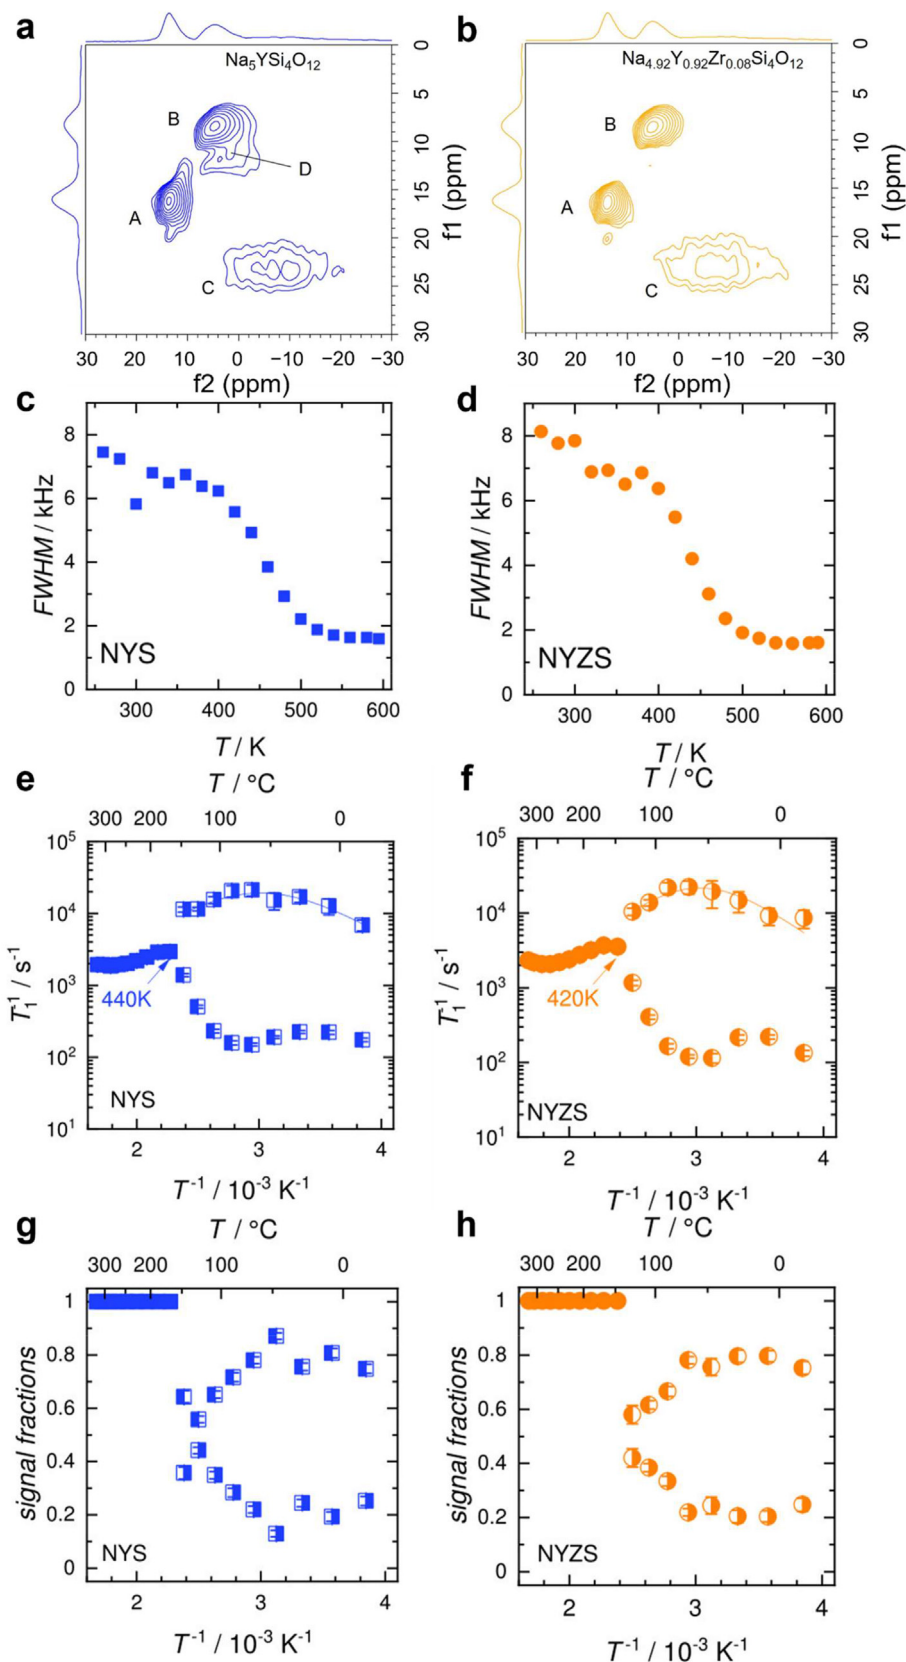 a
Na5YSi4O12
B
D
A
C
0
5
10
15
20
25
30
f1 (ppm)
30 20 10 0 -10 -20 -30
f2 (ppm)
b
Na4.92Y0.92Zr0.08Si4O12
B
A
C
0
5
10
15
20
25
30
f1 (ppm)
30 20 10 0 −10 −20 −30
f2 (ppm)
c
8
6
4
2
0
FWHM / kHz
NYS
300 400 500 600
T / K
d
8
6
4
2
0
FWHM / kHz
NYZS
300 400 500 600
T / K
e
T / °C
300 200 100 0
10^5
10^4
10^3
10^2
10^1
T1^-1 / s^-1
440K
NYS
2 3 4
T^-1 / 10^-3 K^-1
f
T / °C
300 200 100 0
10^5
10^4
10^3
10^2
10^1
T1^-1 / s^-1
420K
NYZS
2 3 4
T^-1 / 10^-3 K^-1
g
T / °C
300 200 100 0
1
0.8
0.6
0.4
0.2
0
signal fractions
NYS
2 3 4
T^-1 / 10^-3 K^-1
h
T / °C
300 200 100 0
1
0.8
0.6
0.4
0.2
0
signal fractions
NYZS
2 3 4
T^-1 / 10^-3 K^-1